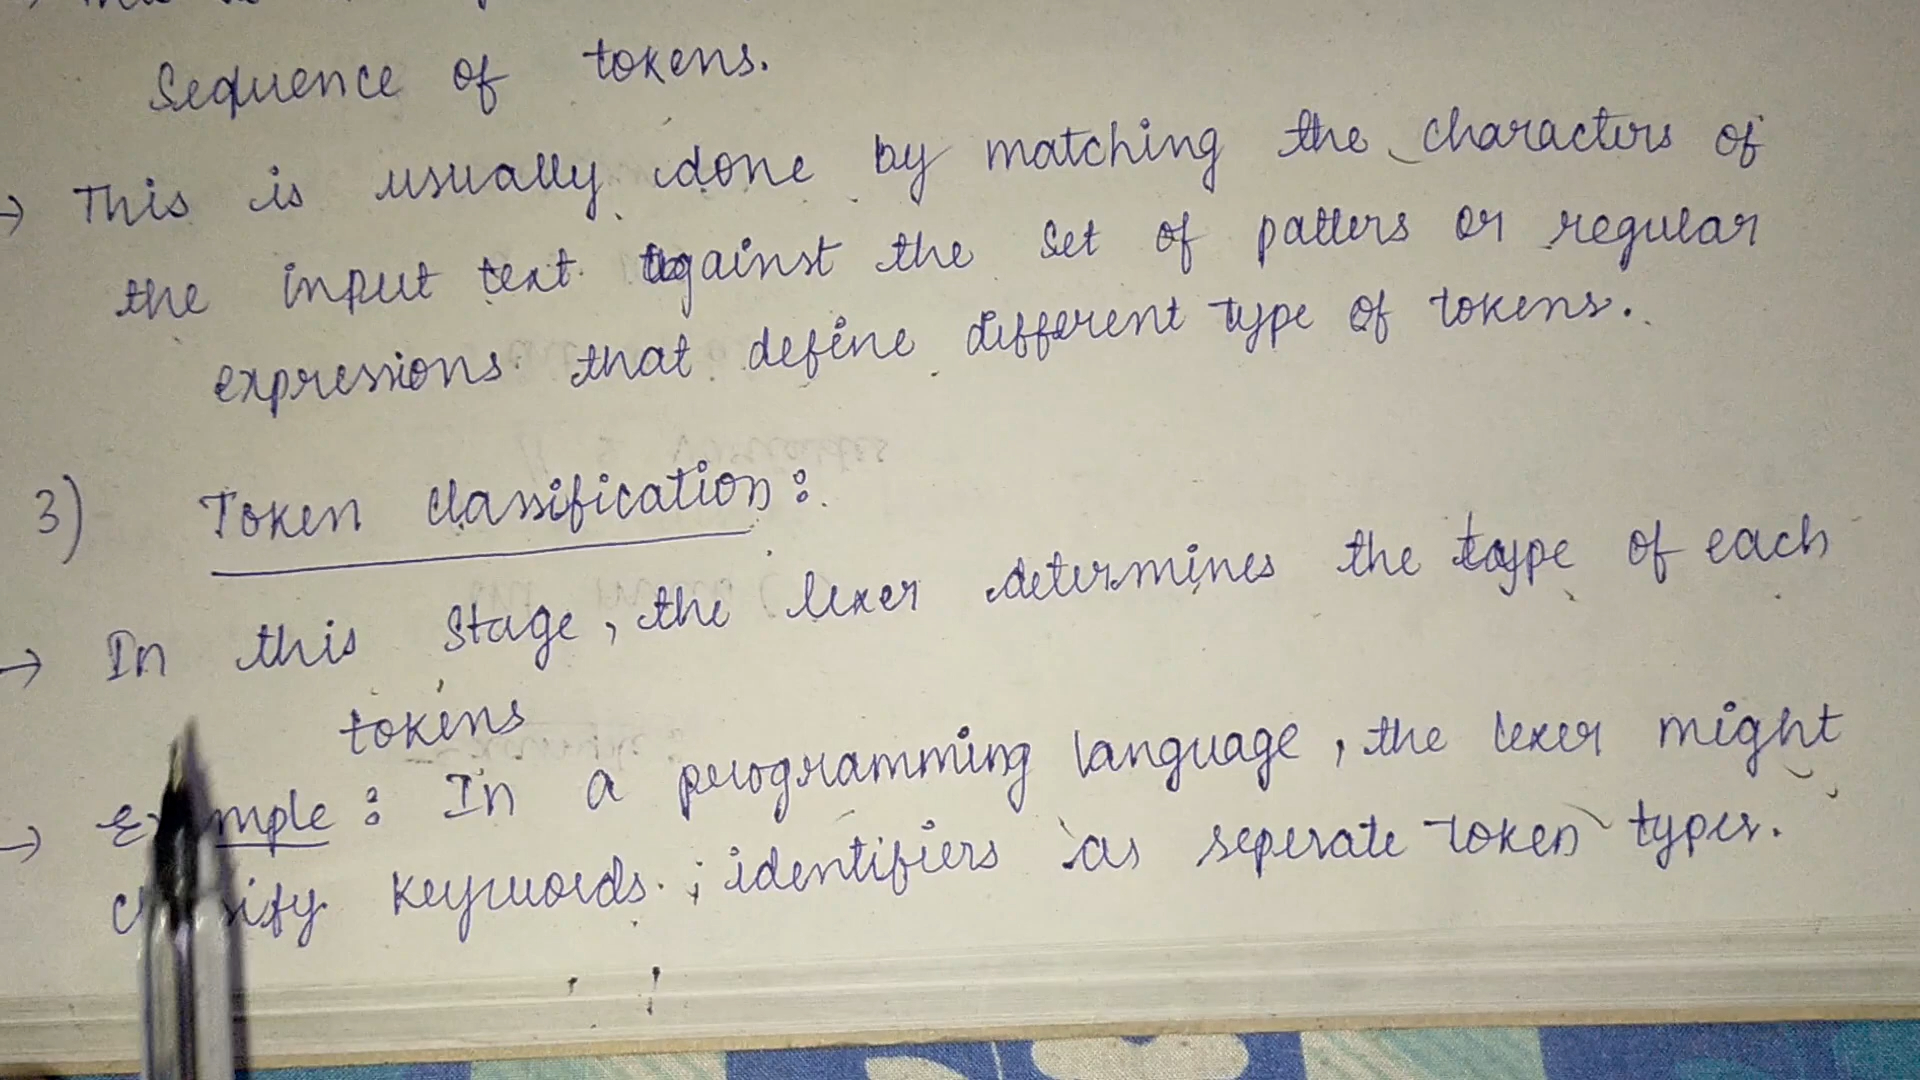 Sequence of tokens.
→ This is usually done by matching the characters of
the input text against the set of patters or regular
expressions that define different type of tokens.
3) Token classification :
→ In this stage, the lexer determines the type of each
tokens
→ Example : In a programming language, the lexer might
classify keywords ; identifiers as seperate token types.